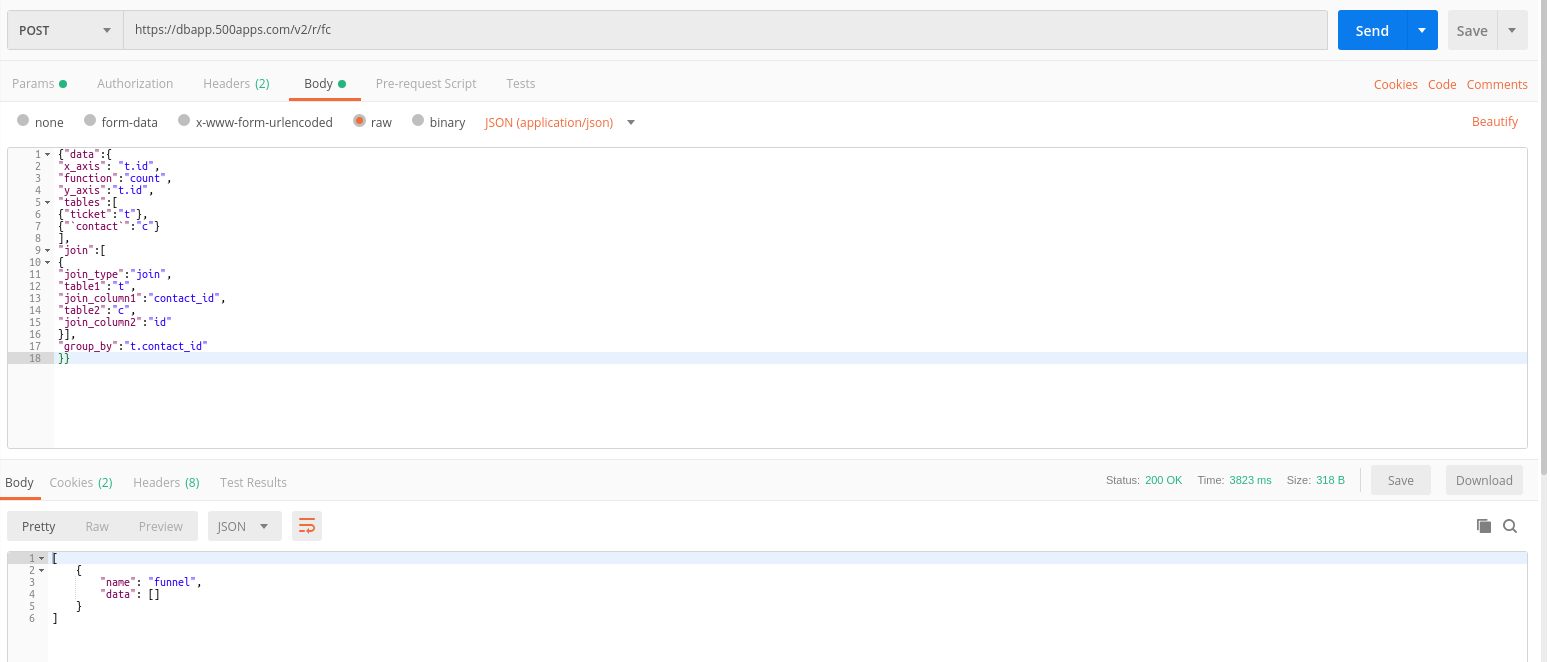 POST https://dbapp.500apps.com/v2/r/fc Send Save
Params Authorization Headers (2) Body Pre-request Script Tests Cookies Code Comments
none form-data x-www-form-urlencoded raw binary JSON (application/json) Beautify
1 {"data":{
2 "x_axis": "t.id",
3 "function":"count",
4 "y_axis":"t.id",
5 "tables":[
6 {"ticket":"t"},
7 {"`contact`":"c"}
8 ],
9 "join":[
10 {
11 "join_type":"join",
12 "table1":"t",
13 "join_column1":"contact_id",
14 "table2":"c",
15 "join_column2":"id"
16 }],
17 "group_by":"t.contact_id"
18 }}
Body Cookies (2) Headers (8) Test Results Status: 200 OK Time: 3823 ms Size: 318 B Save Download
Pretty Raw Preview JSON
1 [
2 {
3 "name": "funnel",
4 "data": []
5 }
6 ]